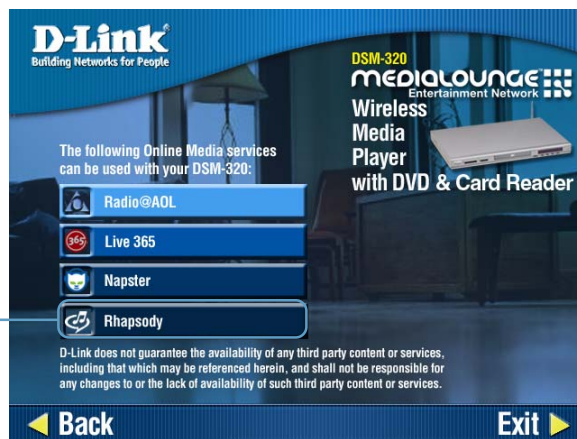 D-Link
Building Networks for People
DSM-320
MEDIALOUNGE
Entertainment Network
Wireless
Media
Player
with DVD & Card Reader
The following Online Media services
can be used with your DSM-320:
Radio@AOL
365
Live 365
Napster
Rhapsody
D-Link does not guarantee the availability of any third party content or services,
including that which may be referenced herein, and shall not be responsible for
any changes to or the lack of availability of such third party content or services.
Back
Exit